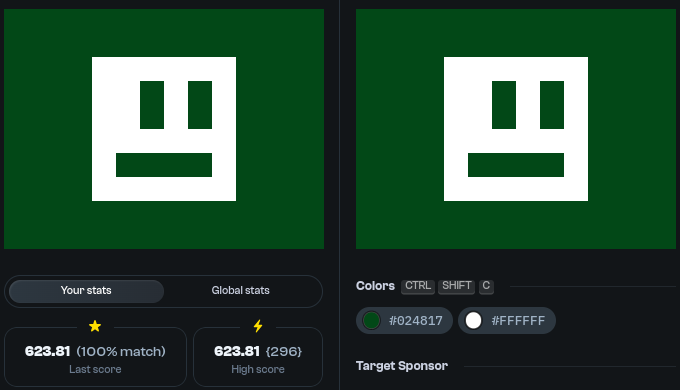 Your stats
Global stats
623.81 (100% match)
Last score
623.81 {296}
High score
Colors CTRL SHIFT C
#024817 #FFFFFF
Target Sponsor